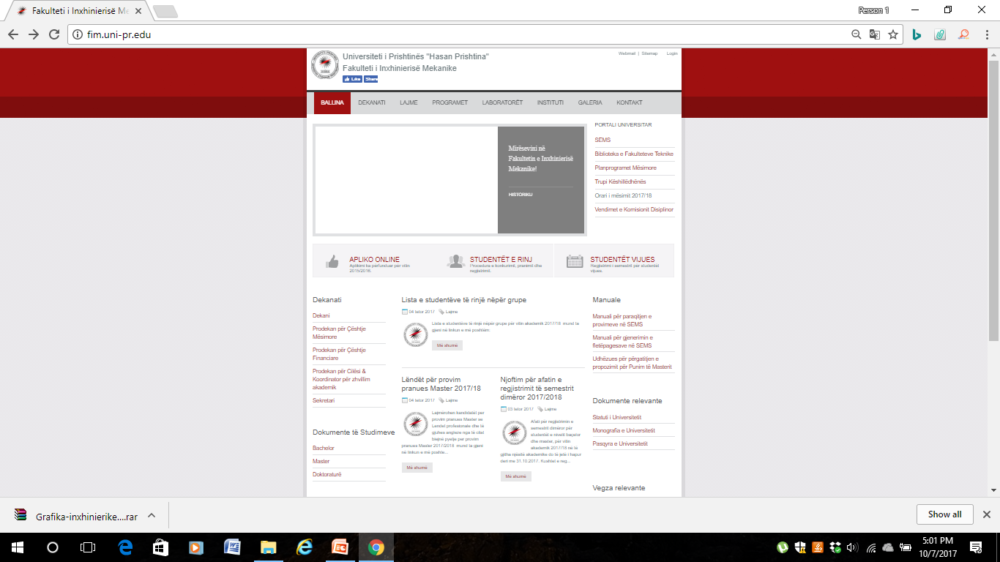 Fakulteti i Inxhinierisë Me
Person 1
fim.uni-pr.edu
Universiteti i Prishtinës "Hasan Prishtina"
Fakulteti i Inxhinierisë Mekanike
Like Share
Webmail | Sitemap Login
BALLINA DEKANATI LAJME PROGRAMET LABORATORËT INSTITUTI GALERIA KONTAKT
Mirësevini në
Fakultetin e Inxhinierisë
Mekanike!
HISTORIKU
PORTALI UNIVERSITAR
SEMS
Biblioteka e Fakulteteve Teknike
Planprogramet Mësimore
Trupi Këshillëdhënës
Orari i mësimit 2017/18
Vendimet e Komisionit Disiplinor
APLIKO ONLINE
Aplikimi ka përfunduar për vitin
2015/2016.
STUDENTËT E RINJ
Procedura e konkurimit, pranimit dhe
regjistrimit.
STUDENTËT VIJUES
Regjistrimi i semestrit për studentët
vijues.
Dekanati
Dekani
Prodekan për Çështje
Mësimore
Prodekan për Çështje
Financiare
Prodekan për Cilësi &
Koordinator për zhvillim
akademik
Sekretari
Dokumente të Studimeve
Bachelor
Master
Doktoraturë
Lista e studentëve të rinjë nëpër grupe
04 tetor 2017 Lajme
Lista e studentëve të rinjë nëpër grupe për vitin akademik 2017/18 mund ta
gjeni në linkun e më poshtëm:
Më shumë
Lëndët për provim
pranues Master 2017/18
04 tetor 2017 Lajme
Lajmërohen kandidatët per
provim pranues Master se
Lendet profesionale dhe të
gjuhes angleze nga të cilat
bëejnë pyetje per provim
pranues Master 2017/2018 mund ta gjeni
në linkun e me poshte...
Më shumë
Njoftim për afatin e
regjistrimit të semestrit
dimëror 2017/2018
03 tetor 2017 Lajme
Afati për regjistrimin e
semestrit dimëror për
studentët e nivelit baçelor
dhe master, për vitin
akademik 2017/18 në të
gjitha njësitë akademike do të jetë i hapur
deri me 31.10.2017. Kushtet e reg...
Më shumë
Manuale
Manuali për paraqitjen e
provimeve në SEMS
Manuali për gjenerimin e
fletëpagesave në SEMS
Udhëzues për përgatitjen e
propozimit për Punim të Masterit
Dokumente relevante
Statuti i Universitetit
Monografia e Universitetit
Pasqyra e Universitetit
Vegza relevante
Grafika-inxhinierike....rar
Show all
5:01 PM
10/7/2017